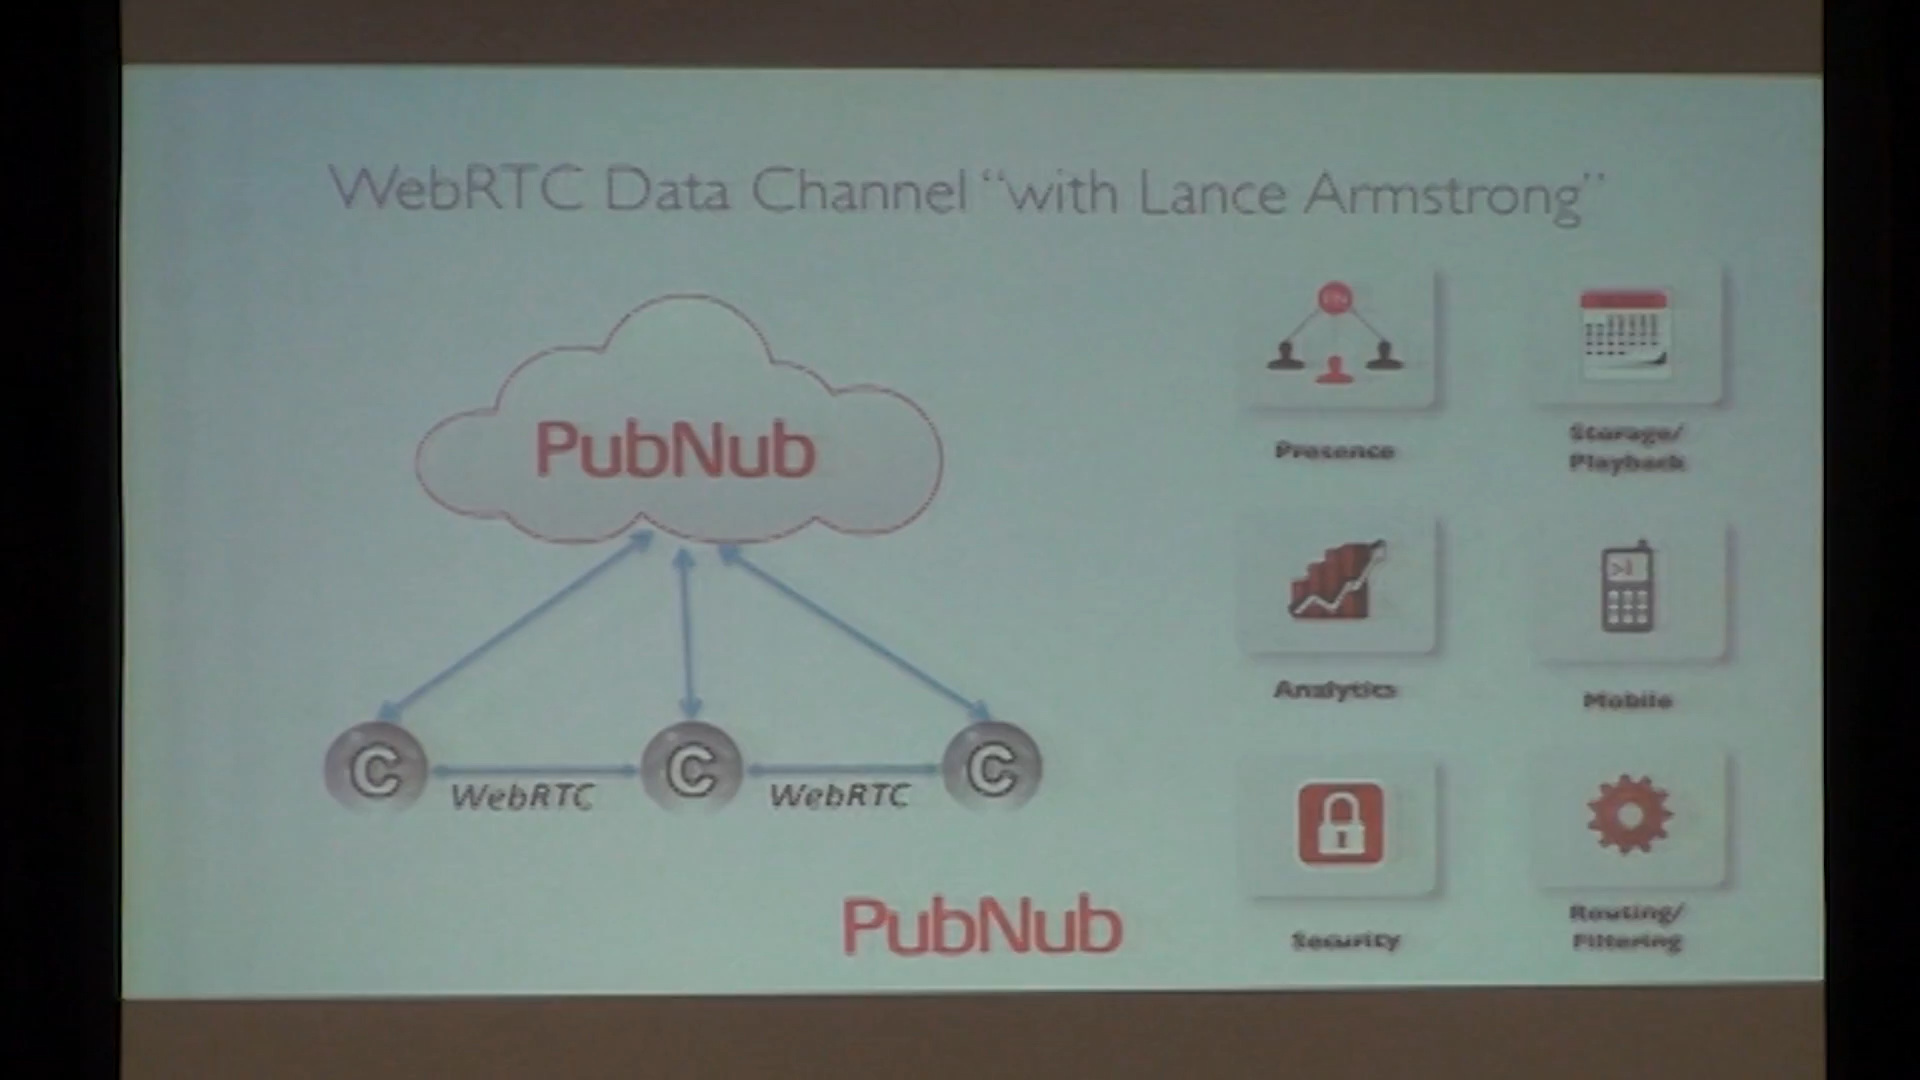 WebRTC Data Channel “with Lance Armstrong”
PubNub
C
C
C
WebRTC
WebRTC
PubNub
Presence
Storage/
Playback
Analytics
Mobile
Security
Routing/
Filtering